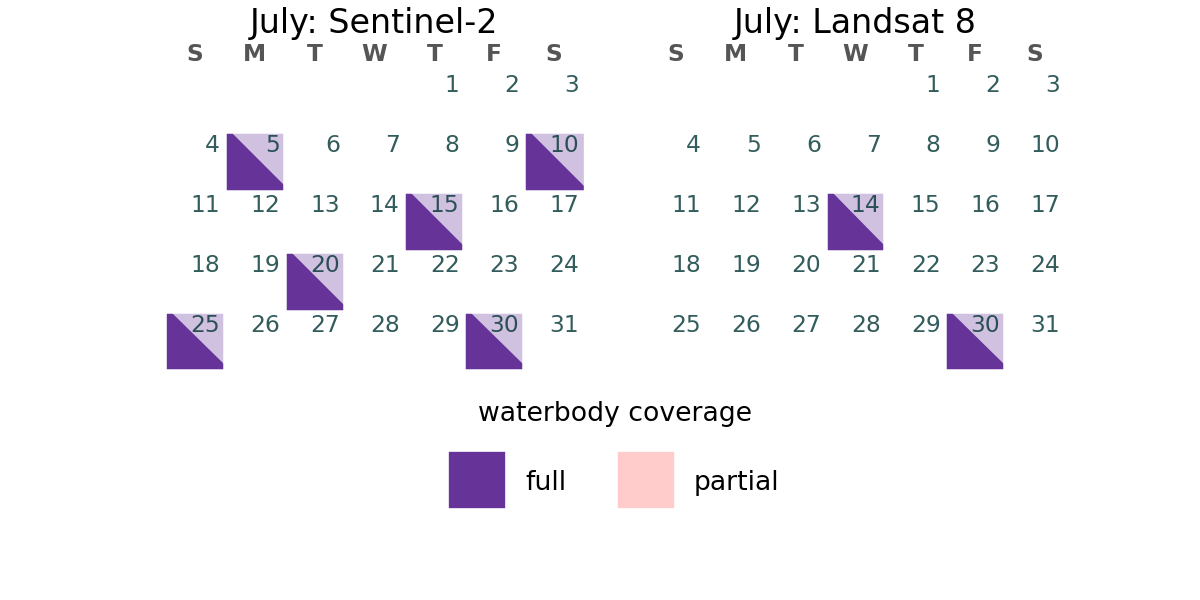 July: Sentinel-2
S M T W T F S
1 2 3
4 5 6 7 8 9 10
11 12 13 14 15 16 17
18 19 20 21 22 23 24
25 26 27 28 29 30 31
July: Landsat 8
S M T W T F S
1 2 3
4 5 6 7 8 9 10
11 12 13 14 15 16 17
18 19 20 21 22 23 24
25 26 27 28 29 30 31
waterbody coverage
full partial